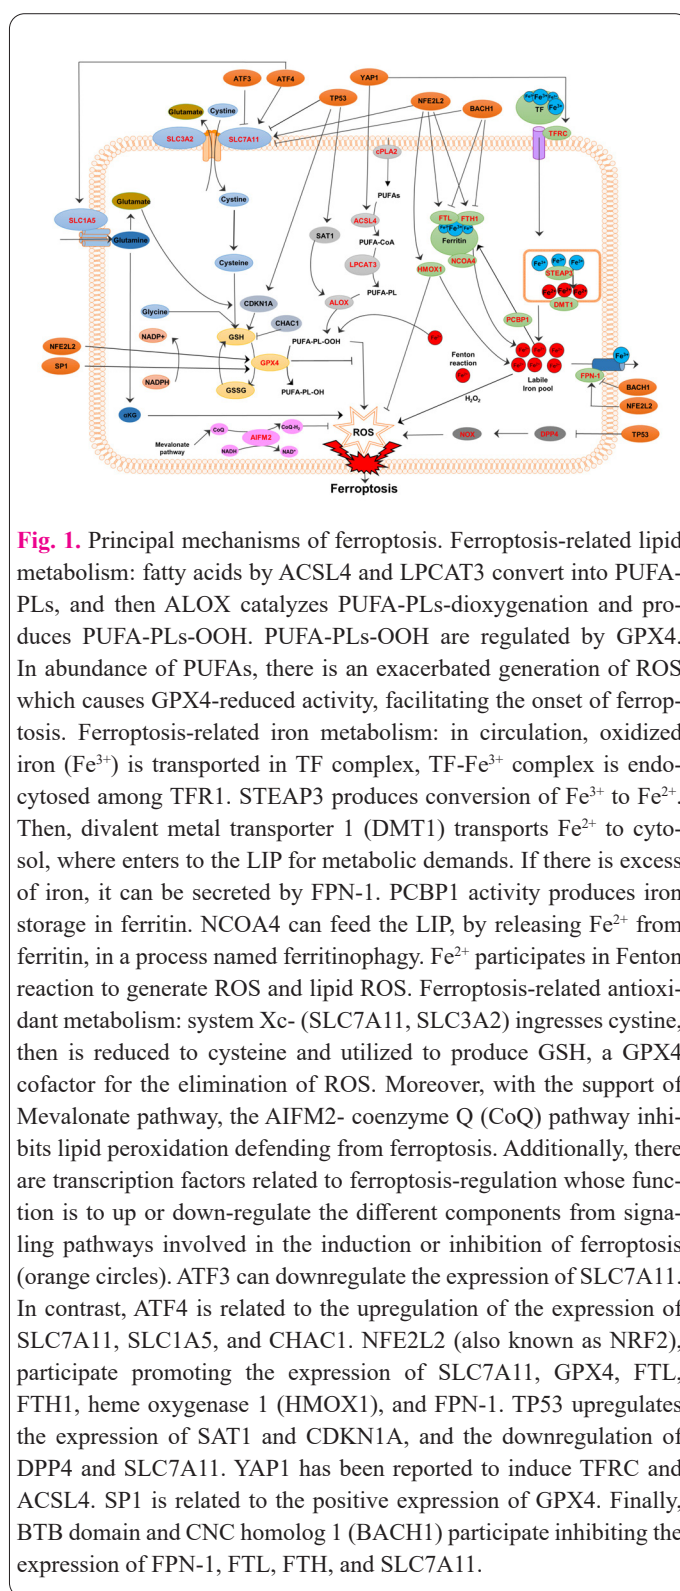 ATF3
ATF4
YAP1
TP53
NFE2L2
BACH1
Fe³⁺
Fe³⁺
Fe³⁺
Fe³⁺
TF
TFRC
Glutamate
Cystine
SLC3A2
SLC7A11
cPLA2
SLC1A5
Glutamate
Glutamine
Cystine
PUFAs
ACSL4
SAT1
PUFA-CoA
FTL
FTH1
Ferritin
NCOA4
Cysteine
LPCAT3
HMOX1
Fe³⁺
Fe³⁺
Fe³⁺
STEAP3
DMT1
PUFA-PL
CDKN1A
ALOX
Glycine
CHAC1
PCBP1
NADP+
GSH
PUFA-PL-OOH
Fenton
reaction
Labile
Iron pool
NFE2L2
SP1
GPX4
Fe³⁺
FPN-1
NADPH
GSSG
PUFA-PL-OH
H₂O₂
BACH1
NFE2L2
αKG
CoQ
CoQ-H₂
AIFM2
Mevalonate
pathway
NADH
NAD⁺
ROS
NOX
DPP4
TP53
Ferroptosis
Fig. 1. Principal mechanisms of ferroptosis. Ferroptosis-related lipid
metabolism: fatty acids by ACSL4 and LPCAT3 convert into PUFA-
PLs, and then ALOX catalyzes PUFA-PLs-dioxygenation and pro-
duces PUFA-PLs-OOH. PUFA-PLs-OOH are regulated by GPX4.
In abundance of PUFAs, there is an exacerbated generation of ROS
which causes GPX4-reduced activity, facilitating the onset of ferrop-
tosis. Ferroptosis-related iron metabolism: in circulation, oxidized
iron (Fe³⁺) is transported in TF complex, TF-Fe³⁺ complex is endo-
cytosed among TFR1. STEAP3 produces conversion of Fe³⁺ to Fe²⁺.
Then, divalent metal transporter 1 (DMT1) transports Fe²⁺ to cyto-
sol, where enters to the LIP for metabolic demands. If there is excess
of iron, it can be secreted by FPN-1. PCBP1 activity produces iron
storage in ferritin. NCOA4 can feed the LIP, by releasing Fe²⁺ from
ferritin, in a process named ferritinophagy. Fe²⁺ participates in Fenton
reaction to generate ROS and lipid ROS. Ferroptosis-related antioxi-
dant metabolism: system Xc- (SLC7A11, SLC3A2) ingresses cystine,
then is reduced to cysteine and utilized to produce GSH, a GPX4
cofactor for the elimination of ROS. Moreover, with the support of
Mevalonate pathway, the AIFM2- coenzyme Q (CoQ) pathway inhi-
bits lipid peroxidation defending from ferroptosis. Additionally, there
are transcription factors related to ferroptosis-regulation whose func-
tion is to up or down-regulate the different components from signa-
ling pathways involved in the induction or inhibition of ferroptosis
(orange circles). ATF3 can downregulate the expression of SLC7A11.
In contrast, ATF4 is related to the upregulation of the expression of
SLC7A11, SLC1A5, and CHAC1. NFE2L2 (also known as NRF2),
participate promoting the expression of SLC7A11, GPX4, FTL,
FTH1, heme oxygenase 1 (HMOX1), and FPN-1. TP53 upregulates
the expression of SAT1 and CDKN1A, and the downregulation of
DPP4 and SLC7A11. YAP1 has been reported to induce TFRC and
ACSL4. SP1 is related to the positive expression of GPX4. Finally,
BTB domain and CNC homolog 1 (BACH1) participate inhibiting the
expression of FPN-1, FTL, FTH, and SLC7A11.